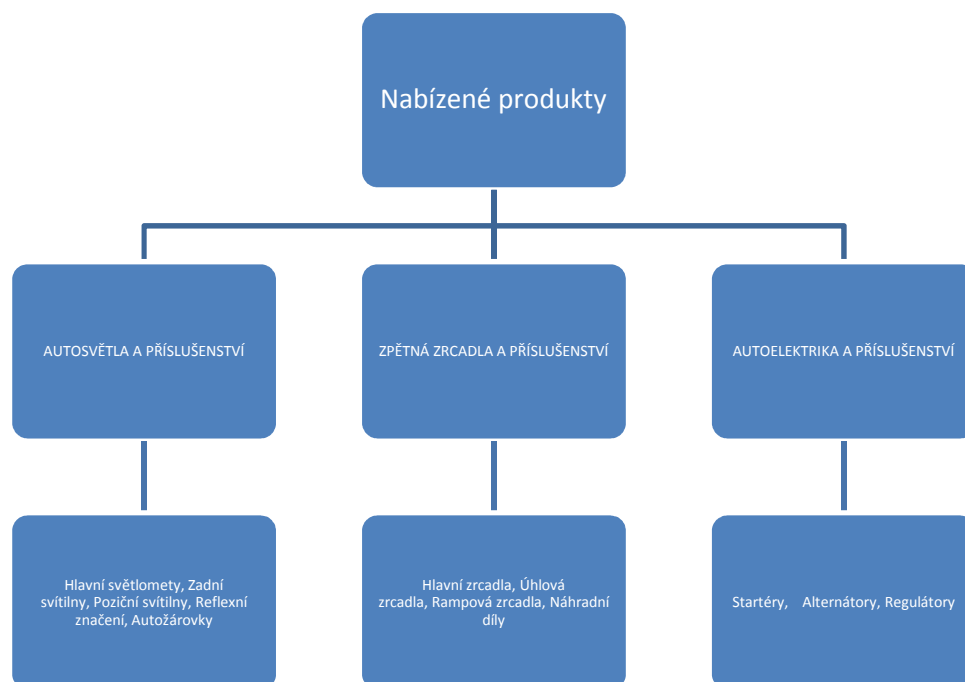 Nabízené produkty
AUTOSVĚTLA A PŘÍSLUŠENSTVÍ
ZPĚTNÁ ZRCADLA A PŘÍSLUŠENSTVÍ
AUTOELEKTRIKA A PŘÍSLUŠENSTVÍ
Hlavní světlomety, Zadní
svítilny, Poziční svítilny, Reflexní
značení, Autožárovky
Hlavní zrcadla, Úhlová
zrcadla, Rampová zrcadla, Náhradní
díly
Startéry, Alternátory, Regulátory